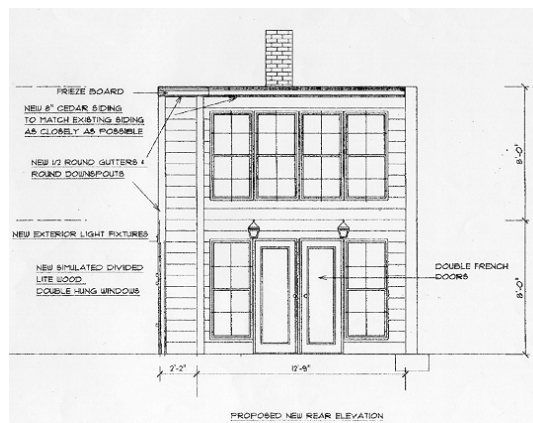 FRIEZE BOARD
NEW 8" CEDAR SIDING
TO MATCH EXISTING SIDING
AS CLOSELY AS POSSIBLE
NEW 1/2 ROUND GUTTERS &
ROUND DOWNSPOUTS
8'-0"
NEW EXTERIOR LIGHT FIXTURES
NEW SIMULATED DIVIDED
LITE WOOD
DOUBLE HUNG WINDOWS
DOUBLE FRENCH
DOORS
8'-0"
2'-2"
12'-8"
PROPOSED NEW REAR ELEVATION